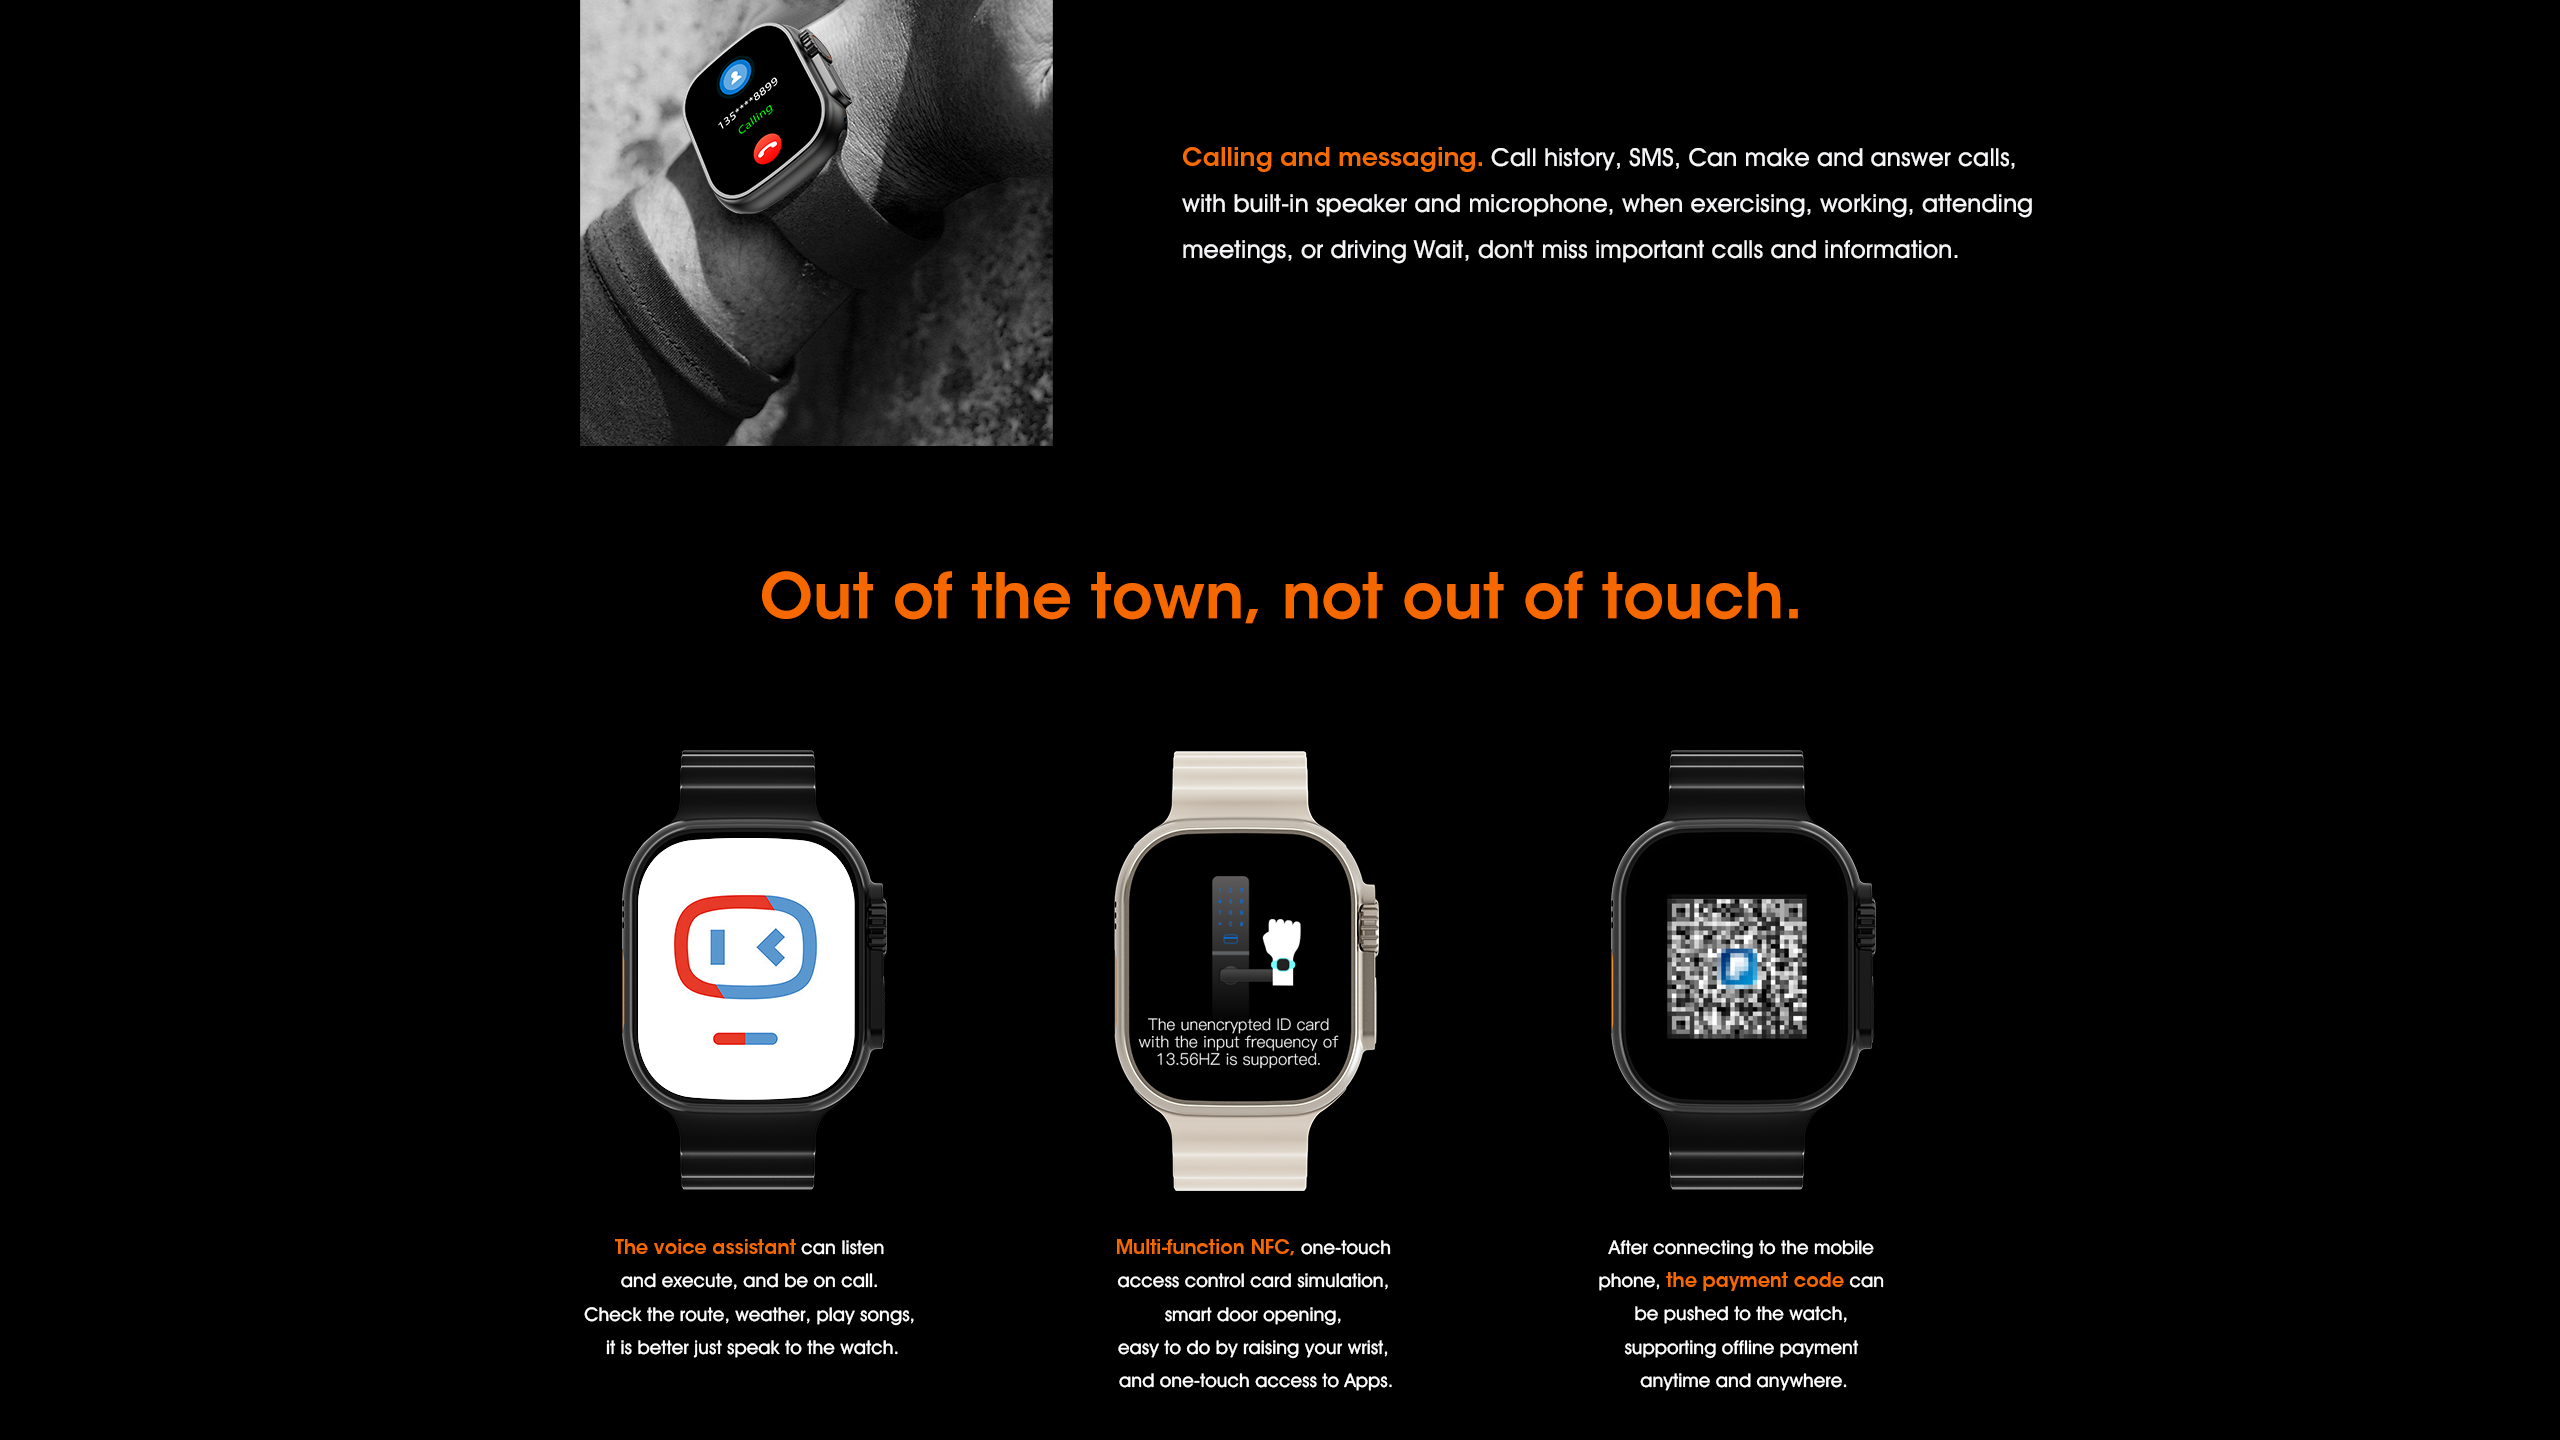 135****8899
Calling
Calling and messaging. Call history, SMS, Can make and answer calls,
with built-in speaker and microphone, when exercising, working, attending
meetings, or driving Wait, don't miss important calls and information.
Out of the town, not out of touch.
The unencrypted ID card
with the input frequency of
13.56HZ is supported.
The voice assistant can listen
and execute, and be on call.
Check the route, weather, play songs,
it is better just speak to the watch.
Multi-function NFC, one-touch
access control card simulation,
smart door opening,
easy to do by raising your wrist,
and one-touch access to Apps.
After connecting to the mobile
phone, the payment code can
be pushed to the watch,
supporting offline payment
anytime and anywhere.